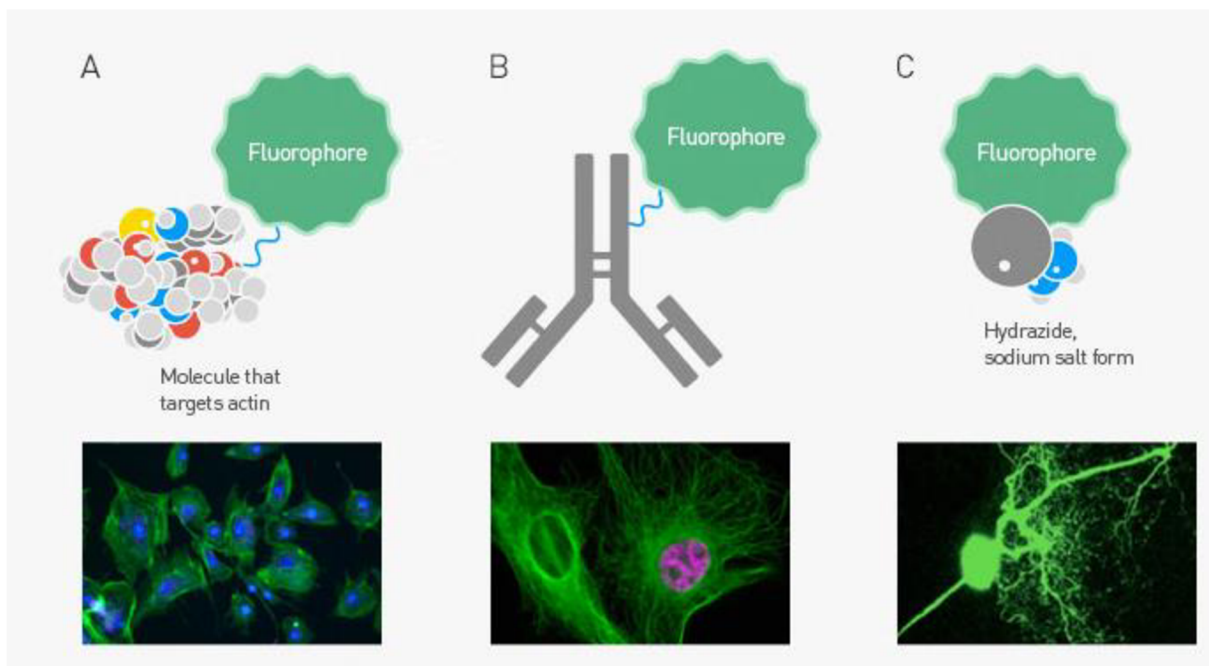 A
B
C
Fluorophore
Fluorophore
Fluorophore
Molecule that
targets actin
Hydrazide,
sodium salt form